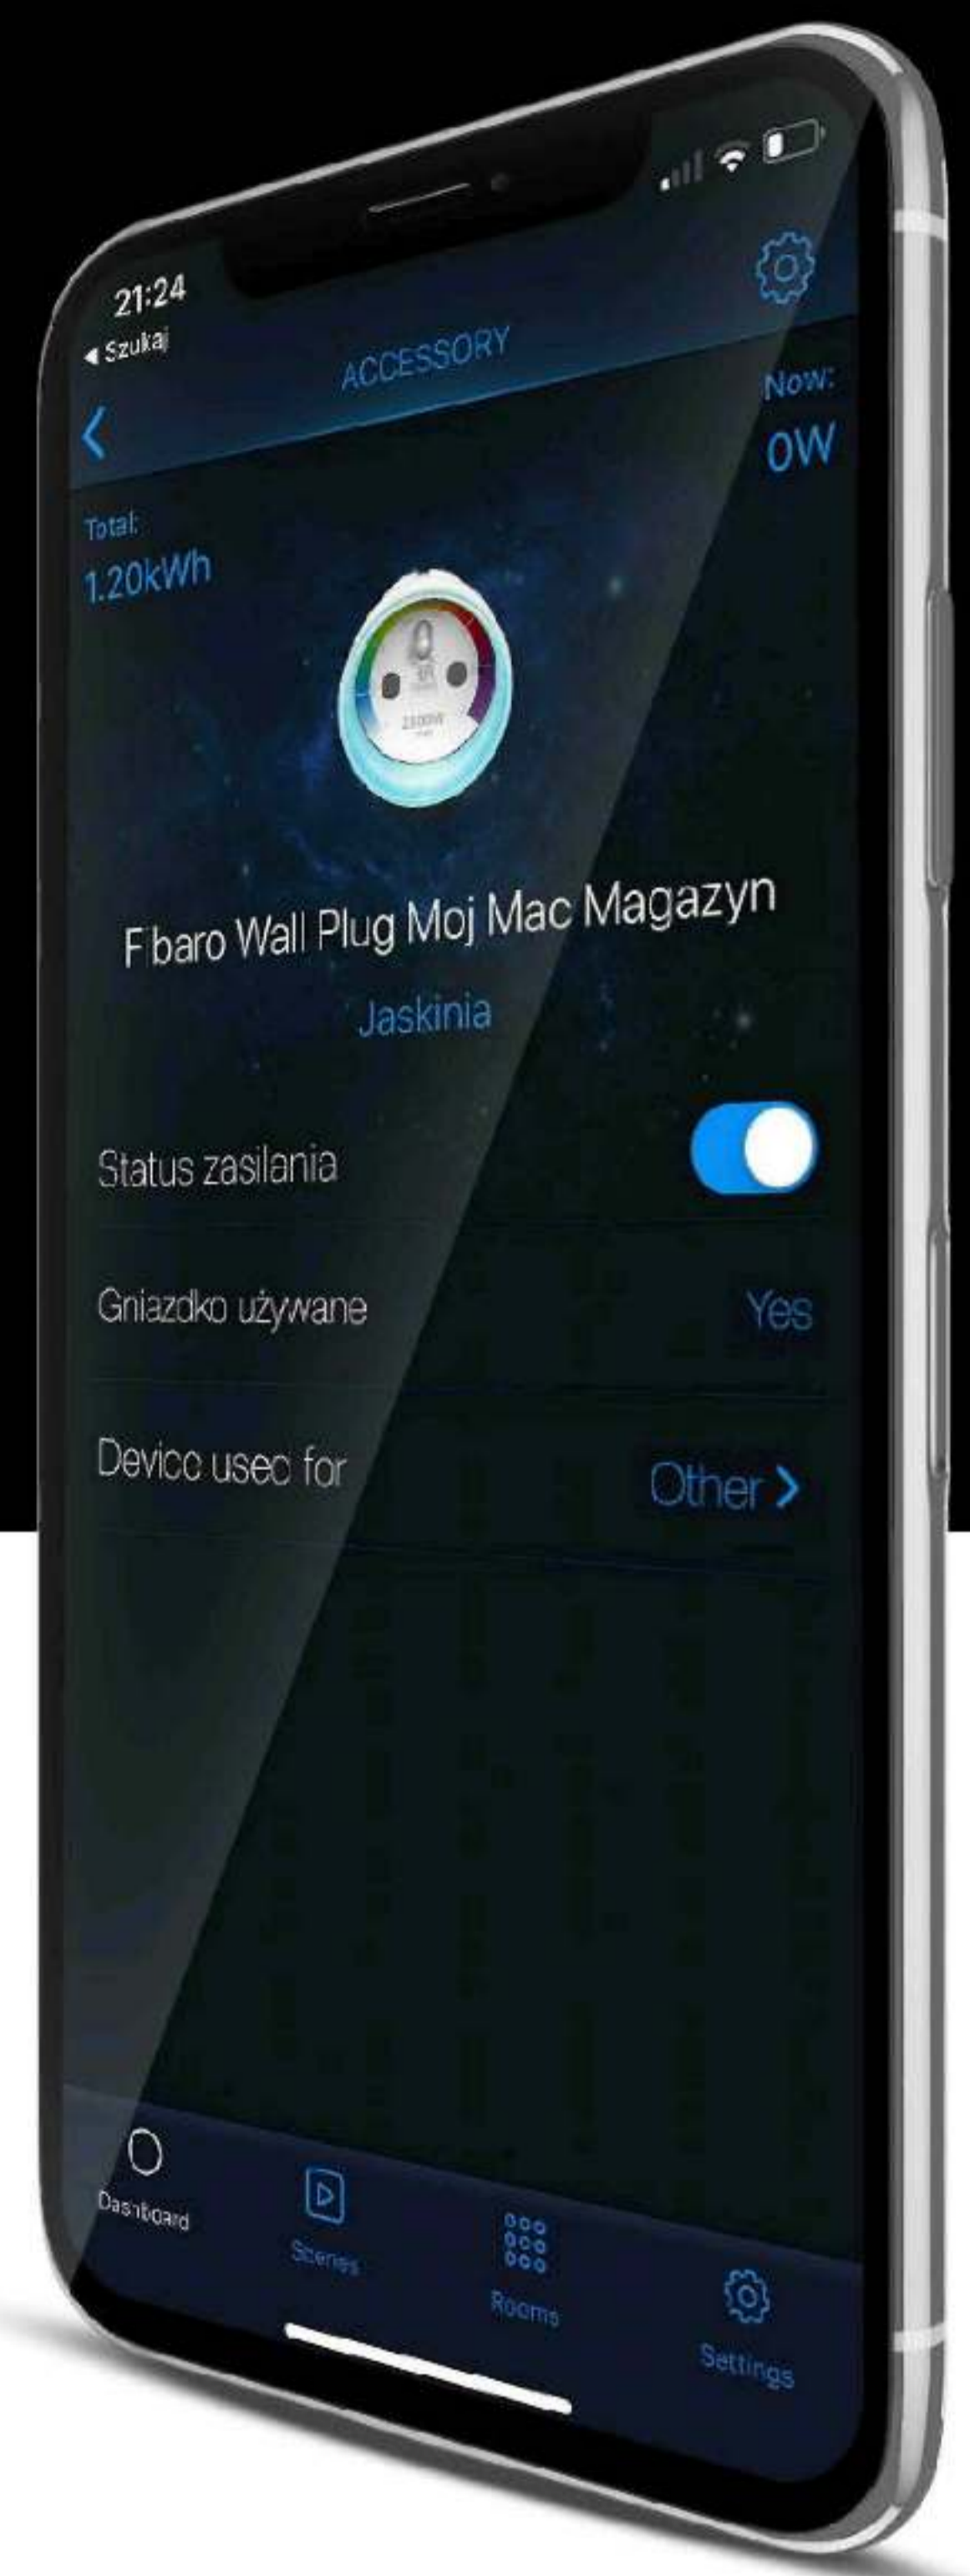 21:24
◀ Szukaj
ACCESSORY
Now:
0W
Total:
1.20kWh
2300W
Fibaro Wall Plug Moj Mac Magazyn
Jaskinia
Status zasilania
Gniazdko używane
Yes
Device used for
Other
Dashboard
Scenes
Rooms
Settings